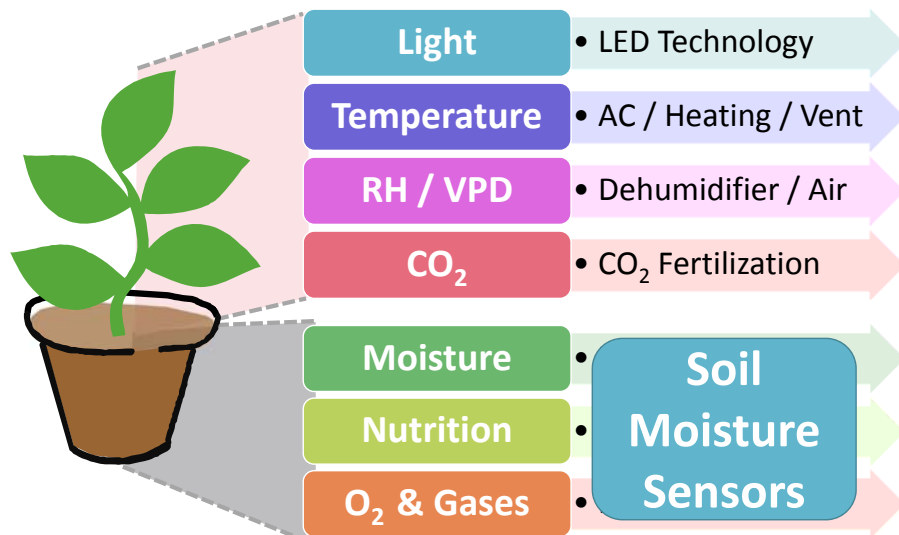 Light
• LED Technology
Temperature
• AC / Heating / Vent
RH / VPD
• Dehumidifier / Air
CO₂
• CO₂ Fertilization
Moisture
•
Nutrition
•
O₂ & Gases
•
Soil
Moisture
Sensors